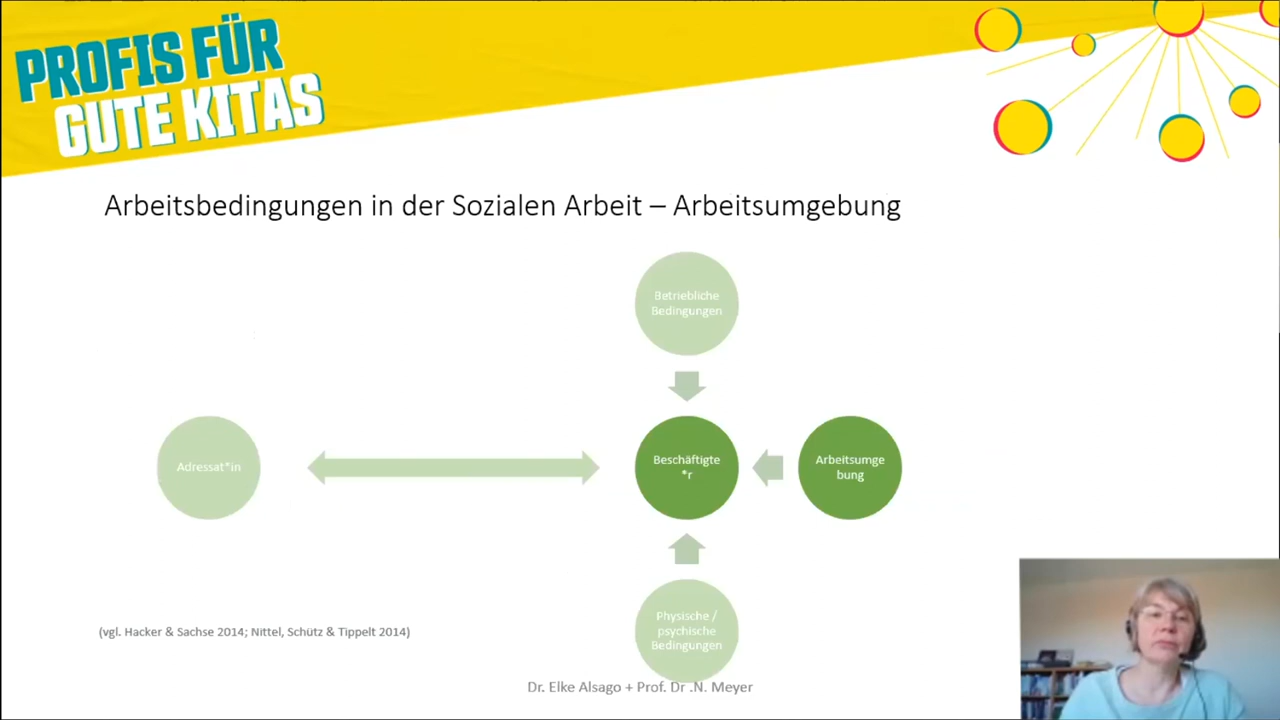 PROFIS FÜR
GUTE KITAS
Arbeitsbedingungen in der Sozialen Arbeit – Arbeitsumgebung
Betriebliche
Bedingungen
Adressat*in
Beschäftigte
*r
Arbeitsumge
bung
Physische /
psychische
Bedingungen
(vgl. Hacker & Sachse 2014; Nittel, Schütz & Tippelt 2014)
Dr. Elke Alsago + Prof. Dr .N. Meyer